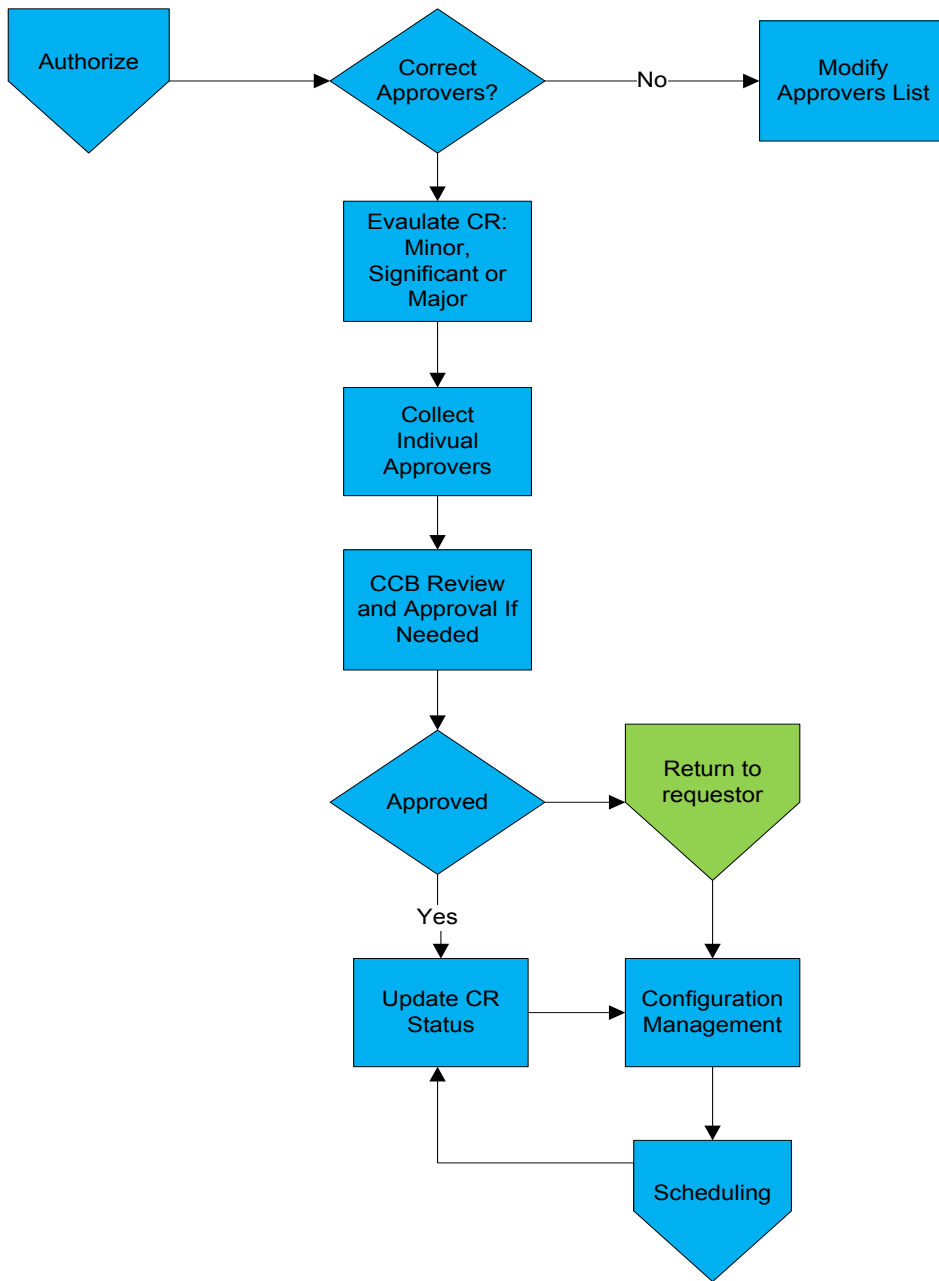 Authorize
Correct
Approvers?
No
Modify
Approvers List
Evaulate CR:
Minor,
Significant or
Major
Collect
Indivual
Approvers
CCB Review
and Approval If
Needed
Approved
Return to
requestor
Yes
Update CR
Status
Configuration
Management
Scheduling